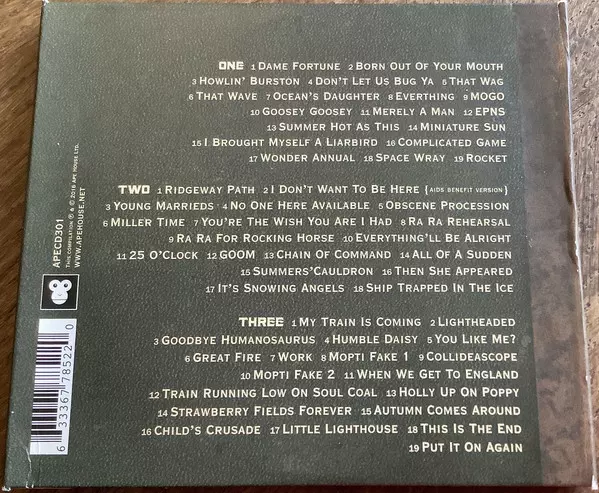 ONE 1 DAME FORTUNE 2 BORN OUT OF YOUR MOUTH
3 HOWLIN' BURSTON 4 DON'T LET US BUG YA 5 THAT WAG
6 THAT WAVE 7 OCEAN'S DAUGHTER 8 EVERTHING 9 MOGO
10 GOOSEY GOOSEY 11 MERELY A MAN 12 EPNS
13 SUMMER HOT AS THIS 14 MINIATURE SUN
15 I BROUGHT MYSELF A LIARBIRD 16 COMPLICATED GAME
17 WONDER ANNUAL 18 SPACE WRAY 19 ROCKET
TWO 1 RIDGEWAY PATH 2 I DON'T WANT TO BE HERE {AIDS BENEFIT VERSION}
3 YOUNG MARRIEDS 4 NO ONE HERE AVAILABLE 5 OBSCENE PROCESSION
6 MILLER TIME 7 YOU'RE THE WISH YOU ARE I HAD 8 RA RA REHEARSAL
9 RA RA FOR ROCKING HORSE 10 EVERYTHING'LL BE ALRIGHT
11 25 O'CLOCK 12 GOOM 13 CHAIN OF COMMAND 14 ALL OF A SUDDEN
15 SUMMERS'CAULDRON 16 THEN SHE APPEARED
17 IT'S SNOWING ANGELS 18 SHIP TRAPPED IN THE ICE
THREE 1 MY TRAIN IS COMING 2 LIGHTHEADED
3 GOODBYE HUMANOSAURUS 4 HUMBLE DAISY 5 YOU LIKE ME?
6 GREAT FIRE 7 WORK 8 MOPTI FAKE 1 9 COLLIDEASCOPE
10 MOPTI FAKE 2 11 WHEN WE GET TO ENGLAND
12 TRAIN RUNNING LOW ON SOUL COAL 13 HOLLY UP ON POPPY
14 STRAWBERRY FIELDS FOREVER 15 AUTUMN COMES AROUND
16 CHILD'S CRUSADE 17 LITTLE LIGHTHOUSE 18 THIS IS THE END
19 PUT IT ON AGAIN
APECD301
THIS COMPILATION ℗ & © 2016 APE HOUSE LTD.
WWW.APEHOUSE.NET
6 33367 78522 0